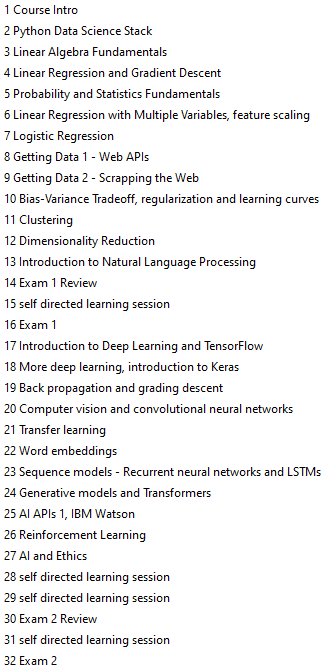 1 Course Intro
2 Python Data Science Stack
3 Linear Algebra Fundamentals
4 Linear Regression and Gradient Descent
5 Probability and Statistics Fundamentals
6 Linear Regression with Multiple Variables, feature scaling
7 Logistic Regression
8 Getting Data 1 - Web APIs
9 Getting Data 2 - Scrapping the Web
10 Bias-Variance Tradeoff, regularization and learning curves
11 Clustering
12 Dimensionality Reduction
13 Introduction to Natural Language Processing
14 Exam 1 Review
15 self directed learning session
16 Exam 1
17 Introduction to Deep Learning and TensorFlow
18 More deep learning, introduction to Keras
19 Back propagation and grading descent
20 Computer vision and convolutional neural networks
21 Transfer learning
22 Word embeddings
23 Sequence models - Recurrent neural networks and LSTMs
24 Generative models and Transformers
25 AI APIs 1, IBM Watson
26 Reinforcement Learning
27 AI and Ethics
28 self directed learning session
29 self directed learning session
30 Exam 2 Review
31 self directed learning session
32 Exam 2